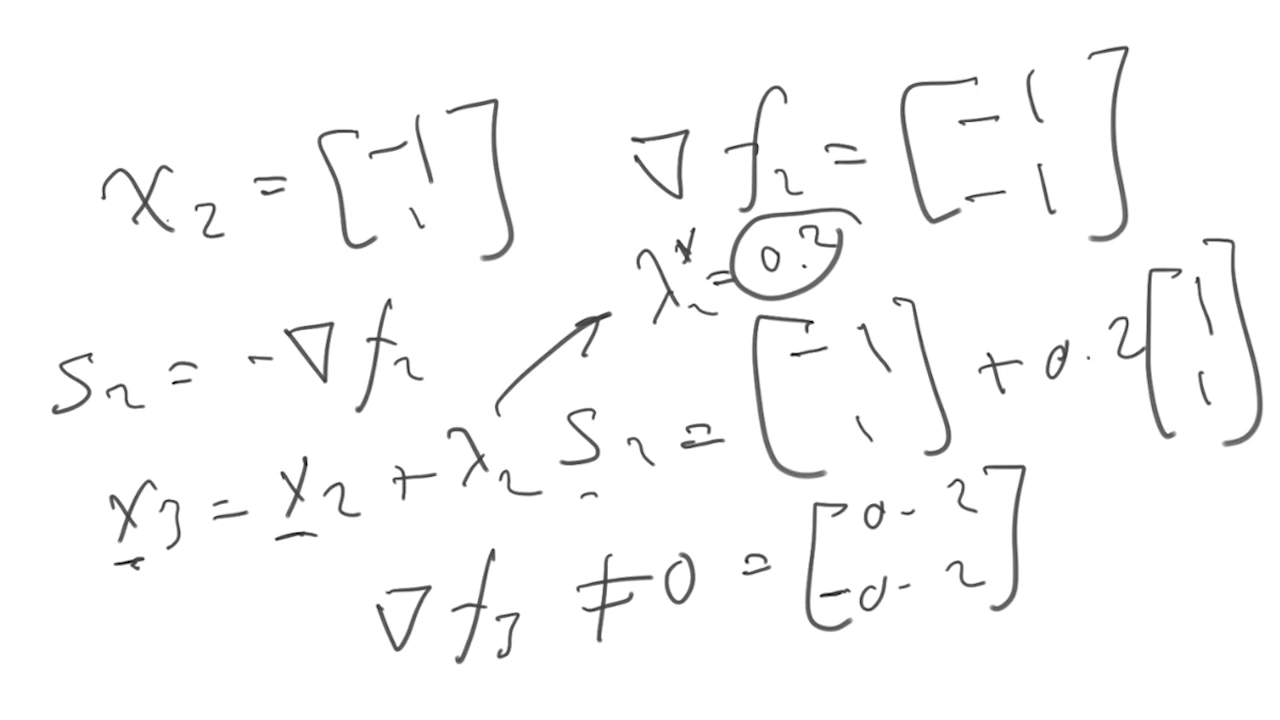 x₂ = [-1; 1]   ∇f₂ = [-1; -1]
λ₂* = 0.2
S₂ = -∇f₂
x₃ = x₂ + λ₂ S₂ = [-1; 1] + 0.2 [1; 1]
∇f₃ ≠ 0 = [0.2; -0.2]